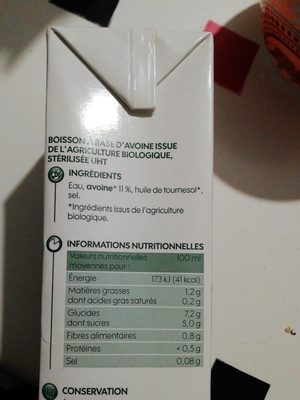 BOISSON À BASE D'AVOINE ISSUE
DE L'AGRICULTURE BIOLOGIQUE,
STÉRILISÉE UHT
INGRÉDIENTS
Eau, avoine* 11 %, huile de tournesol*,
sel.
*Ingrédients issus de l'agriculture
biologique.
INFORMATIONS NUTRITIONNELLES
Valeurs nutritionnelles 100 ml
moyennes pour :
Énergie 173 kJ (41 kcal)
Matières grasses 1,2 g
dont acides gras saturés 0,2 g
Glucides 7,2 g
dont sucres 5,0 g
Fibres alimentaires 0,8 g
Protéines < 0,5 g
Sel 0,08 g
CONSERVATION